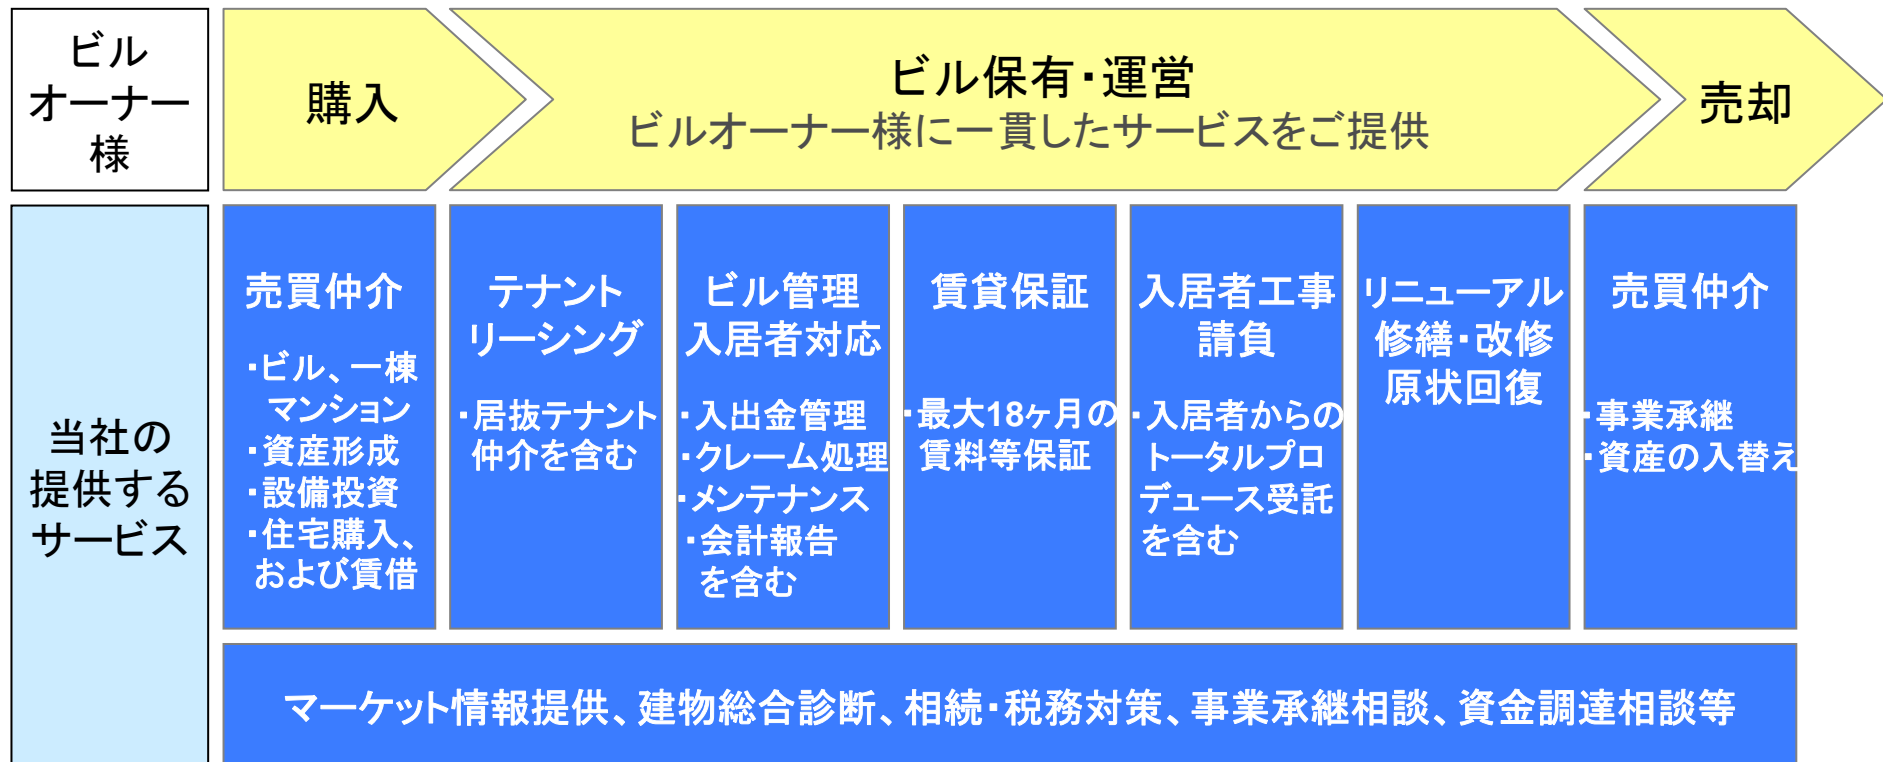 ビル
オーナー
様
購入
ビル保有・運営
ビルオーナー様に一貫したサービスをご提供
売却
当社の
提供する
サービス
売買仲介
・ビル、一棟
マンション
・資産形成
・設備投資
・住宅購入、
および賃借
テナント
リーシング
・居抜テナント
仲介を含む
ビル管理
入居者対応
・入出金管理
・クレーム処理
・メンテナンス
・会計報告
を含む
賃貸保証
・最大18ヶ月の
賃料等保証
入居者工事
請負
・入居者からの
トータルプロ
デュース受託
を含む
リニューアル
修繕・改修
原状回復
売買仲介
・事業承継
・資産の入替え
マーケット情報提供、建物総合診断、相続・税務対策、事業承継相談、資金調達相談等